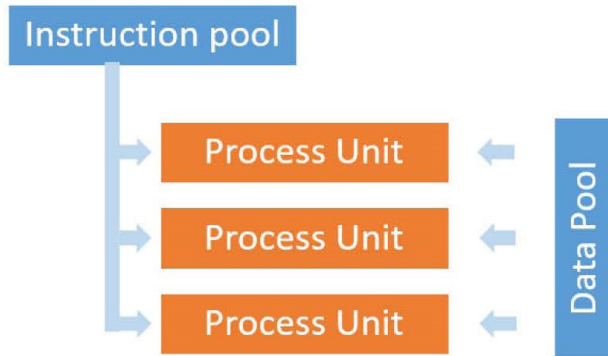 Instruction pool
Process Unit
Process Unit
Process Unit
Data Pool